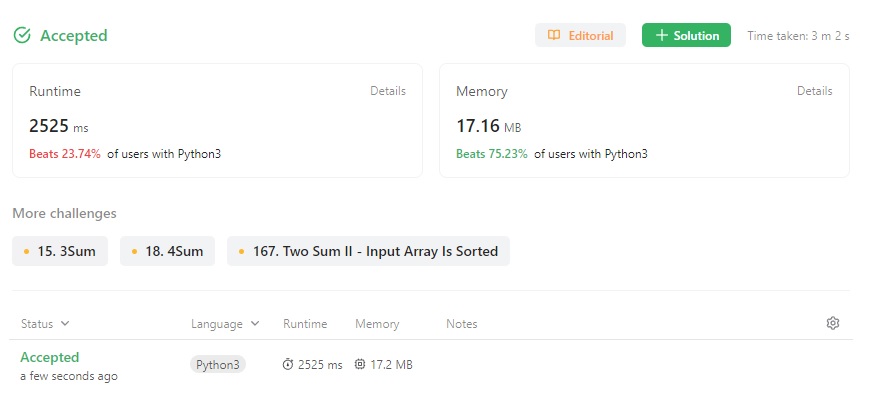 Accepted
Editorial
Solution
Time taken: 3 m 2 s
Runtime
Details
2525 ms
Beats 23.74% of users with Python3
Memory
Details
17.16 MB
Beats 75.23% of users with Python3
More challenges
15. 3Sum
18. 4Sum
167. Two Sum II - Input Array Is Sorted
Status Language Runtime Memory Notes
Accepted
a few seconds ago
Python3
2525 ms
17.2 MB